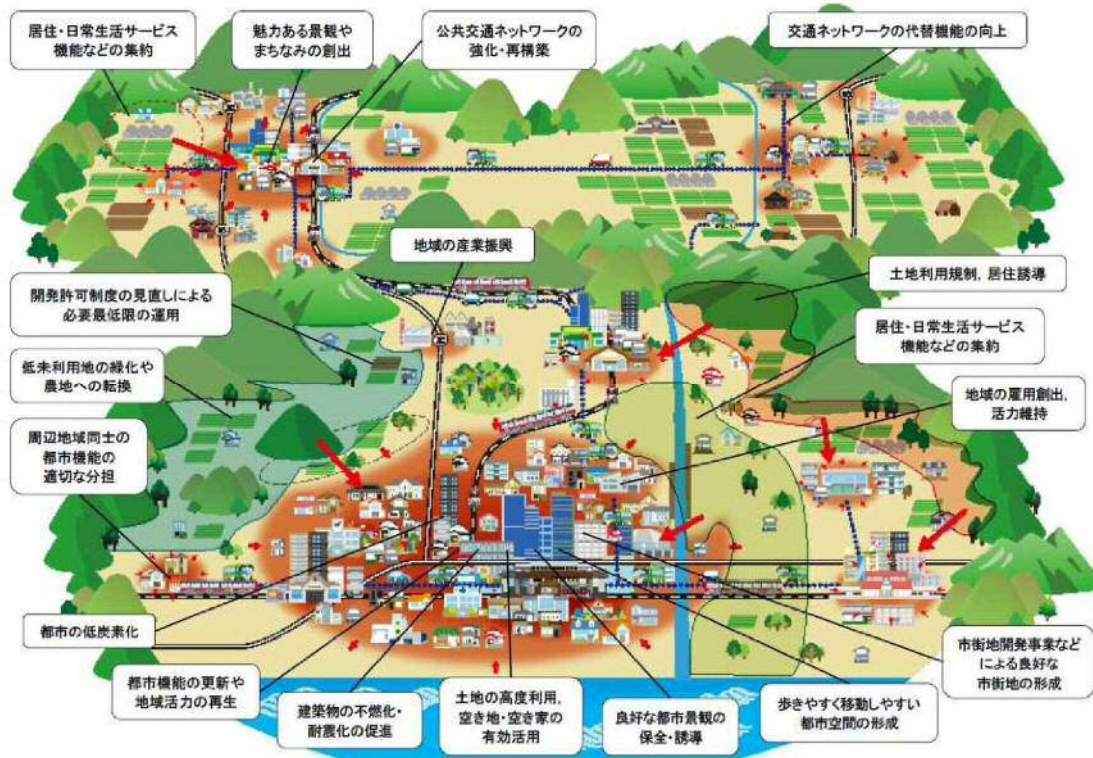 居住・日常生活サービス
機能などの集約
魅力ある景観や
まちなみの創出
公共交通ネットワークの
強化・再構築
交通ネットワークの代替機能の向上
地域の産業振興
土地利用規制, 居住誘導
開発許可制度の見直しによる
必要最低限の運用
居住・日常生活サービス
機能などの集約
低未利用地の緑化や
農地への転換
地域の雇用創出,
活力維持
周辺地域同士の
都市機能の
適切な分担
都市の低炭素化
市街地開発事業など
による良好な
市街地の形成
都市機能の更新や
地域活力の再生
建築物の不燃化・
耐震化の促進
土地の高度利用,
空き地・空き家の
有効活用
良好な都市景観の
保全・誘導
歩きやすく移動しやすい
都市空間の形成